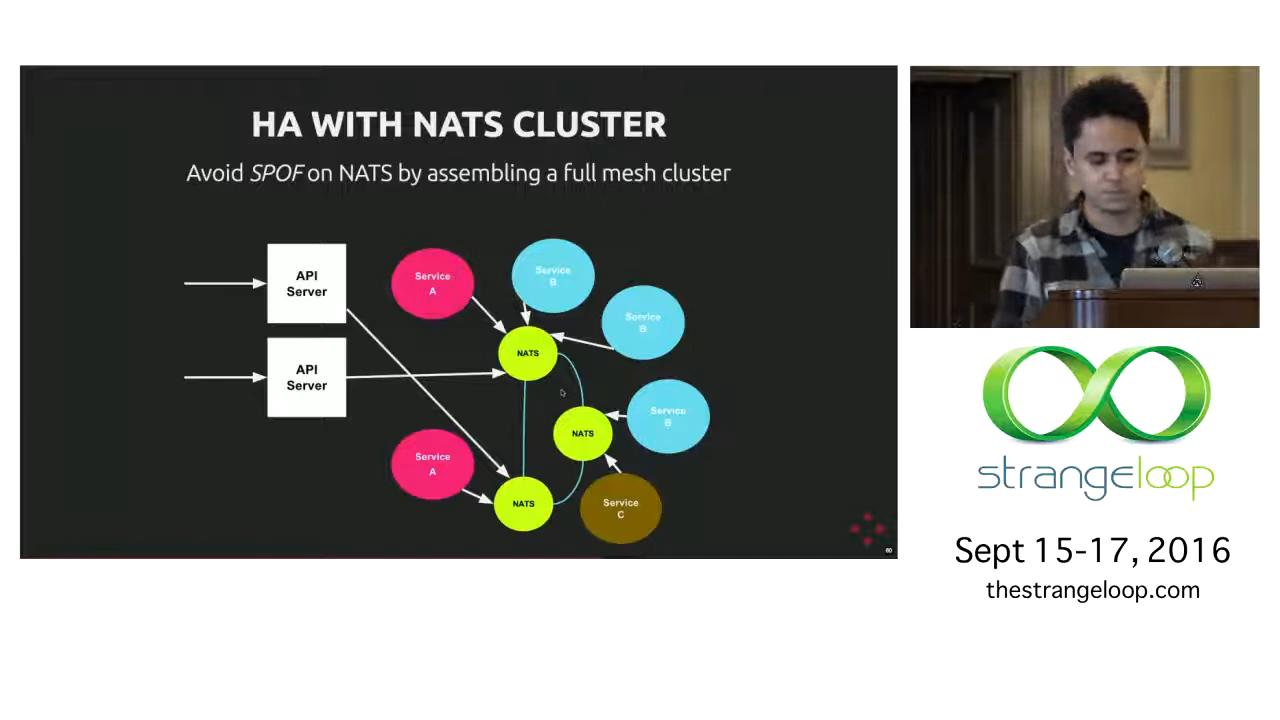 HA WITH NATS CLUSTER
Avoid SPOF on NATS by assembling a full mesh cluster
API
Server
API
Server
Service
A
Service
B
Service
B
NATS
NATS
Service
B
Service
A
NATS
Service
C
60
strangeloop
Sept 15-17, 2016
thestrangeloop.com